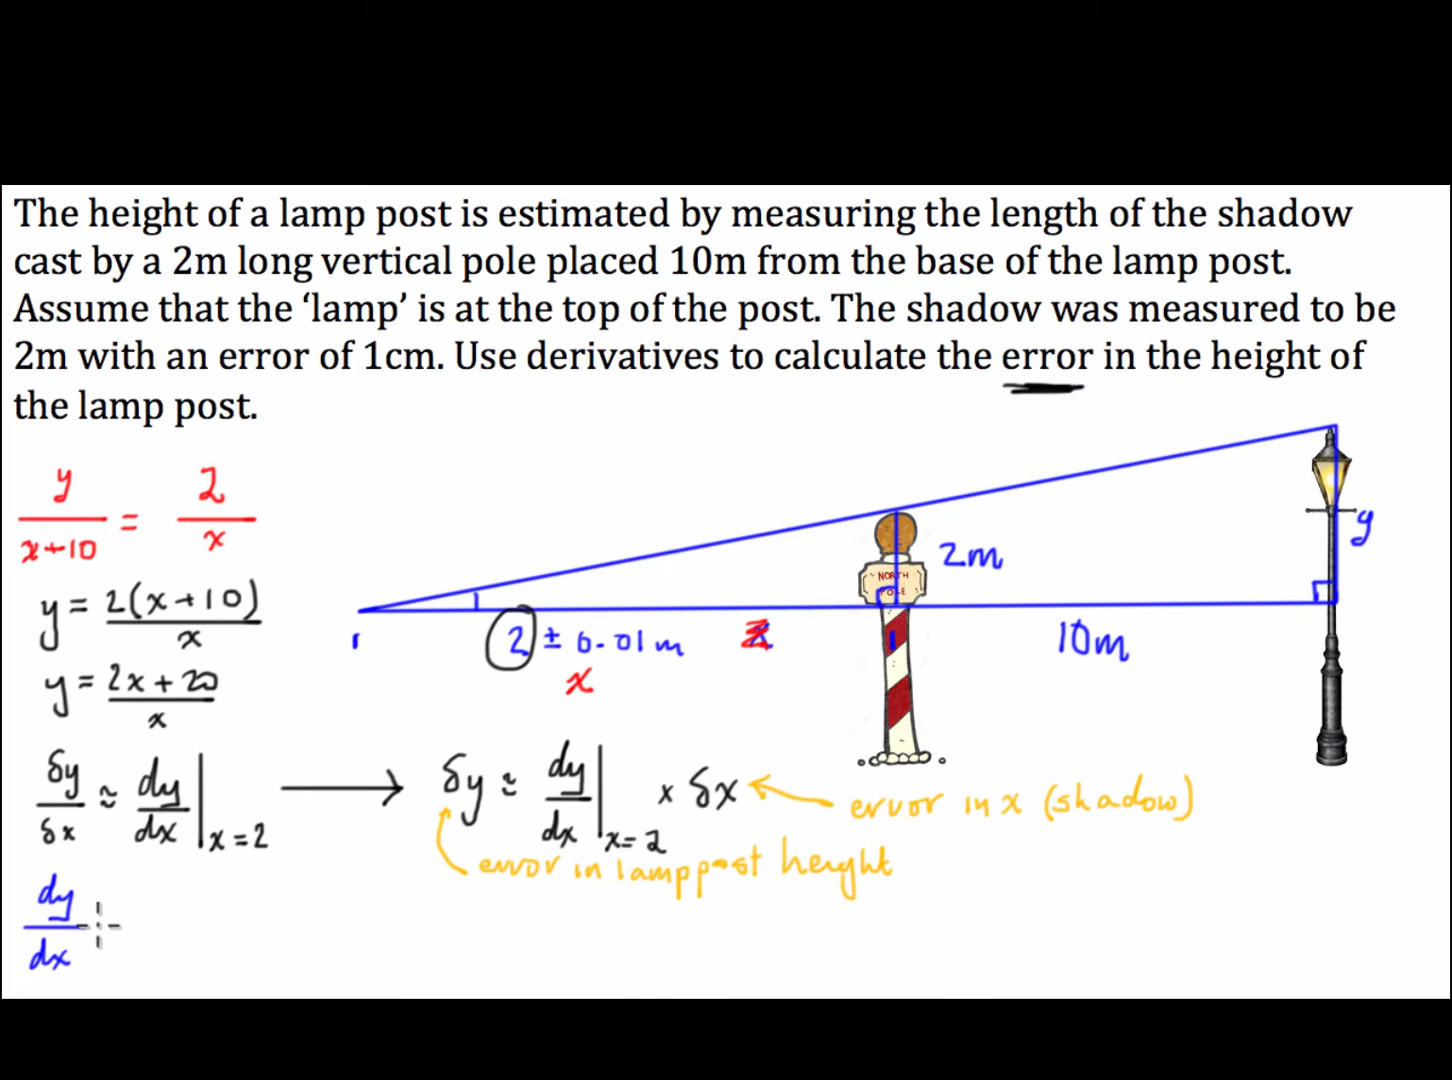 The height of a lamp post is estimated by measuring the length of the shadow
cast by a 2m long vertical pole placed 10m from the base of the lamp post.
Assume that the ‘lamp’ is at the top of the post. The shadow was measured to be
2m with an error of 1cm. Use derivatives to calculate the error in the height of
the lamp post.
y/(x+10) = 2/x
y = 2(x+10)/x
y = 2x+20/x
2m
NORTH
POLE
y
2 ± 0.01m
10m
x
δy/δx ≈ dy/dx |x=2 → δy ≈ dy/dx |x=2 × δx ← error in x (shadow)
error in lamppost height
dy/dx